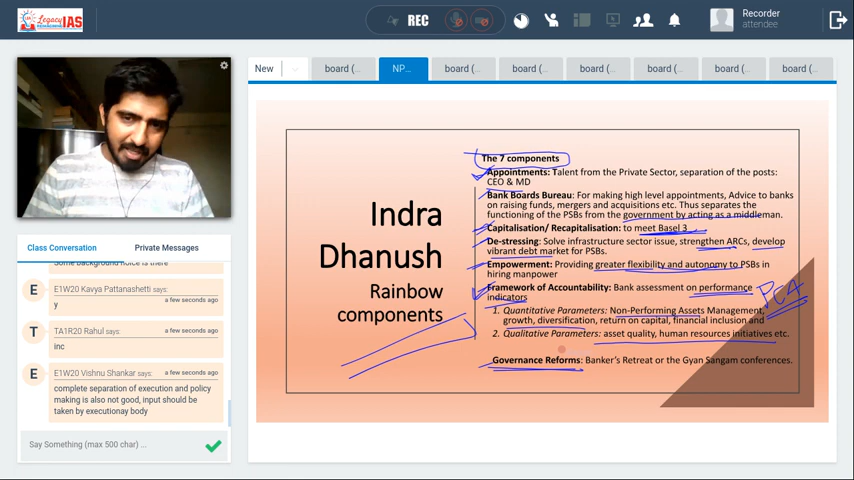 Legacy IAS
REC
Recorder
attendee
New
board (...
NP...
board (...
board (...
board (...
board (...
board (...
board (...
Class Conversation
Private Messages
Some background noice is there
E
E1W20 Kavya Pattanashetti says:
a few seconds ago
y
T
TA1R20 Rahul says:
a few seconds ago
inc
E
E1W20 Vishnu Shankar says:
a few seconds ago
complete separation of execution and policy
making is also not good, input should be
taken by executionay body
Say Something (max 500 char) ...
Indra
Dhanush
Rainbow
components
The 7 components
Appointments: Talent from the Private Sector, separation of the posts:
CEO & MD
Bank Boards Bureau: For making high level appointments, Advice to banks
on raising funds, mergers and acquisitions etc. Thus separates the
functioning of the PSBs from the government by acting as a middleman.
Capitalisation/ Recapitalisation: to meet Basel 3
De-stressing: Solve infrastructure sector issue, strengthen ARCs, develop
vibrant debt market for PSBs.
Empowerment: Providing greater flexibility and autonomy to PSBs in
hiring manpower
Framework of Accountability: Bank assessment on performance
indicators
PCA
1. Quantitative Parameters: Non-Performing Assets Management,
growth, diversification, return on capital, financial inclusion and
2. Qualitative Parameters: asset quality, human resources initiatives etc.
Governance Reforms: Banker's Retreat or the Gyan Sangam conferences.